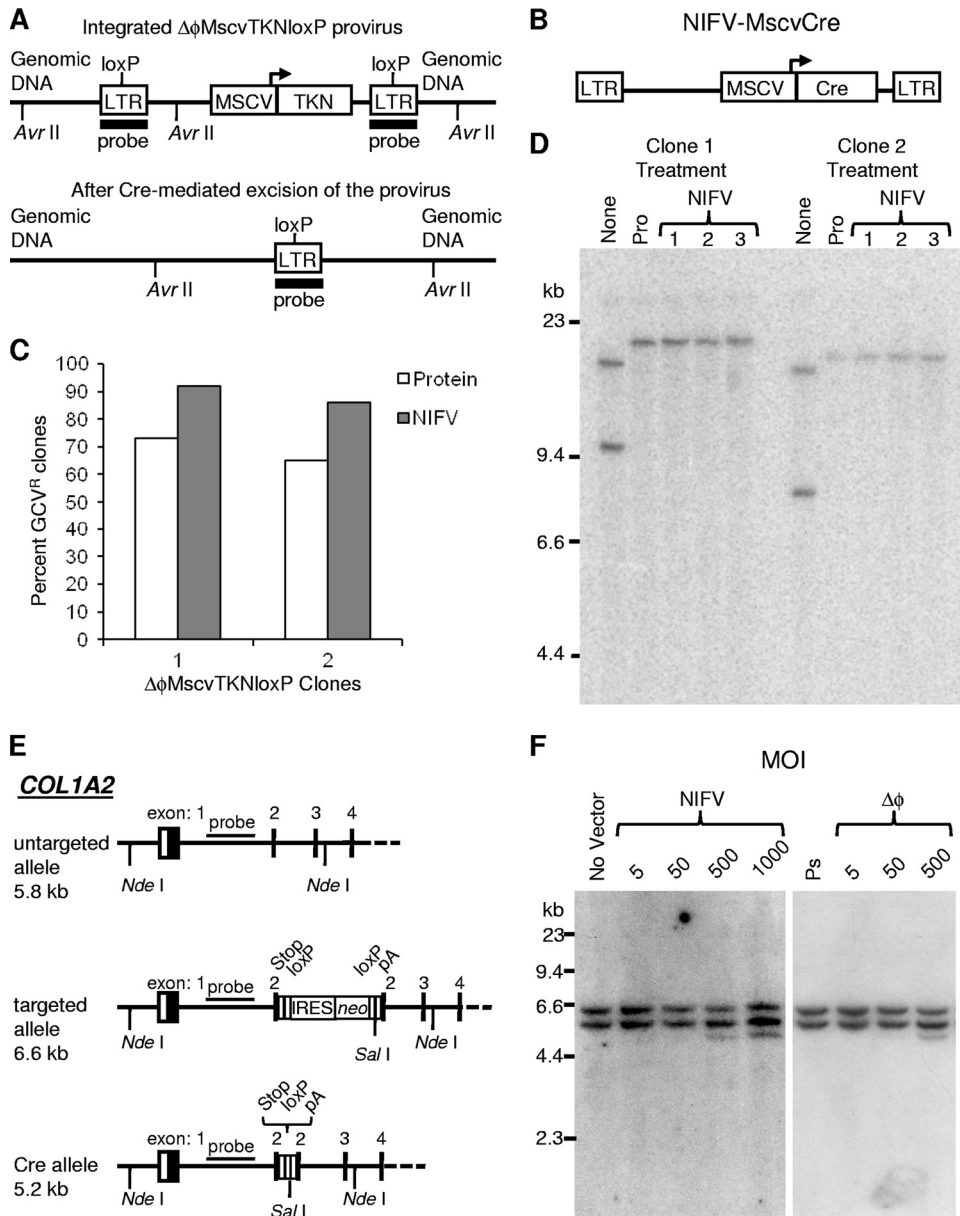 A
Integrated ΔϕMscvTKNloxP provirus
Genomic DNA
loxP
loxP
Genomic DNA
LTR
MSCV
TKN
LTR
Avr II
probe
Avr II
probe
Avr II
After Cre-mediated excision of the provirus
Genomic DNA
loxP
Genomic DNA
LTR
Avr II
probe
Avr II
B
NIFV-MscvCre
LTR
MSCV
Cre
LTR
C
100
90
80
70
60
50
40
30
20
10
0
Percent GCVᴿ clones
Protein
NIFV
1
2
ΔϕMscvTKNloxP Clones
D
Clone 1
Treatment
Clone 2
Treatment
None
Pro
NIFV
1 2 3
None
Pro
NIFV
1 2 3
kb
23
9.4
6.6
4.4
E
COL1A2
exon: 1
probe
2
3
4
untargeted
allele
5.8 kb
Nde I
Nde I
Stop
loxP
loxP
pA
exon: 1
probe
2
2
3
4
IRES
neo
targeted
allele
6.6 kb
Nde I
Sal I
Nde I
Stop
loxP
pA
exon: 1
probe
2
2
3
4
Cre allele
5.2 kb
Nde I
Sal I
Nde I
F
MOI
No Vector
NIFV
5
50
500
1000
Δϕ
Ps
5
50
500
kb
23
9.4
6.6
4.4
2.3